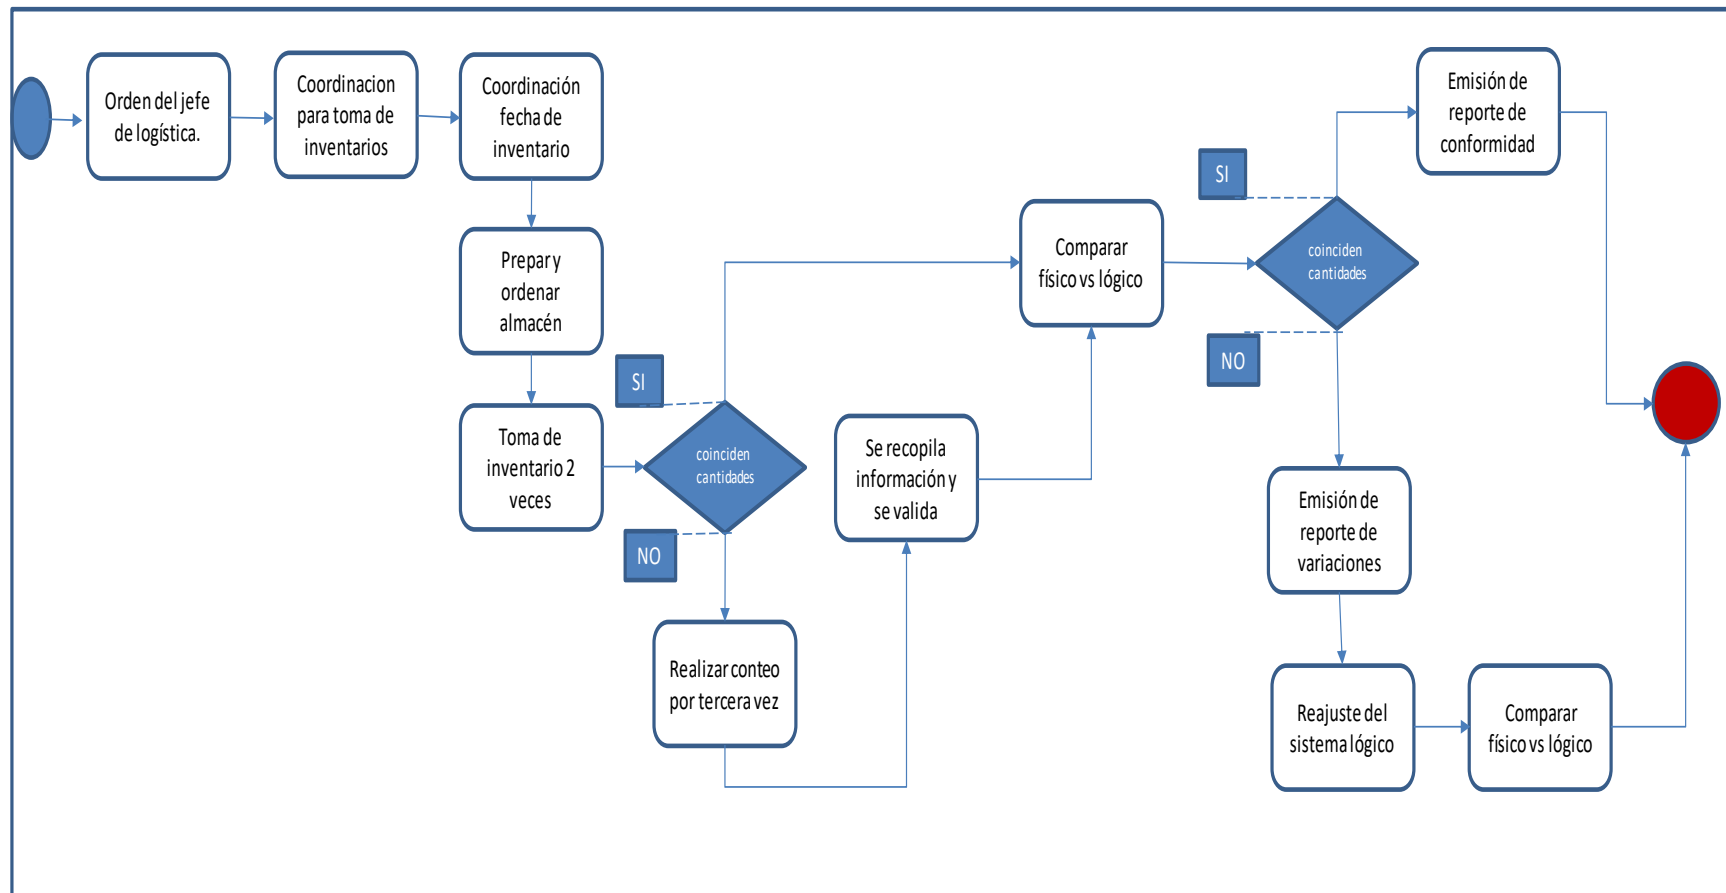 Orden del jefe
de logística.
Coordinacion
para toma de
inventarios
Coordinación
fecha de
inventario
Prepar y
ordenar
almacén
Toma de
inventario 2
veces
SI
coinciden
cantidades
NO
Realizar conteo
por tercera vez
Se recopila
información y
se valida
Comparar
físico vs lógico
SI
coinciden
cantidades
NO
Emisión de
reporte de
conformidad
Emisión de
reporte de
variaciones
Reajuste del
sistema lógico
Comparar
físico vs lógico